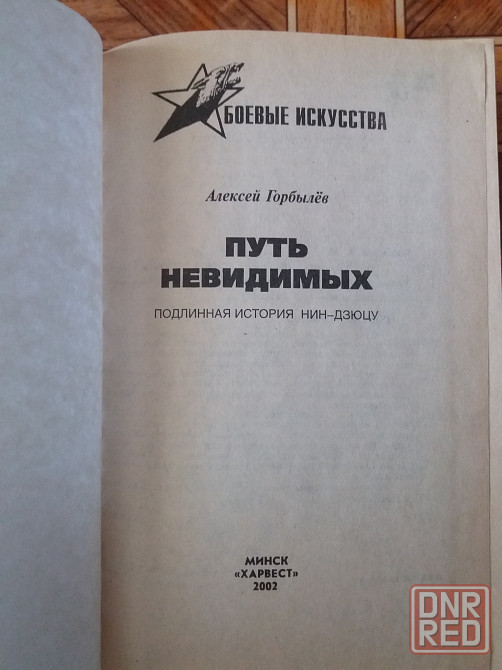 БОЕВЫЕ ИСКУССТВА
Алексей Горбылёв
ПУТЬ
НЕВИДИМЫХ
ПОДЛИННАЯ ИСТОРИЯ НИН-ДЗЮЦУ
МИНСК
«ХАРВЕСТ»
2002
DNR
RED